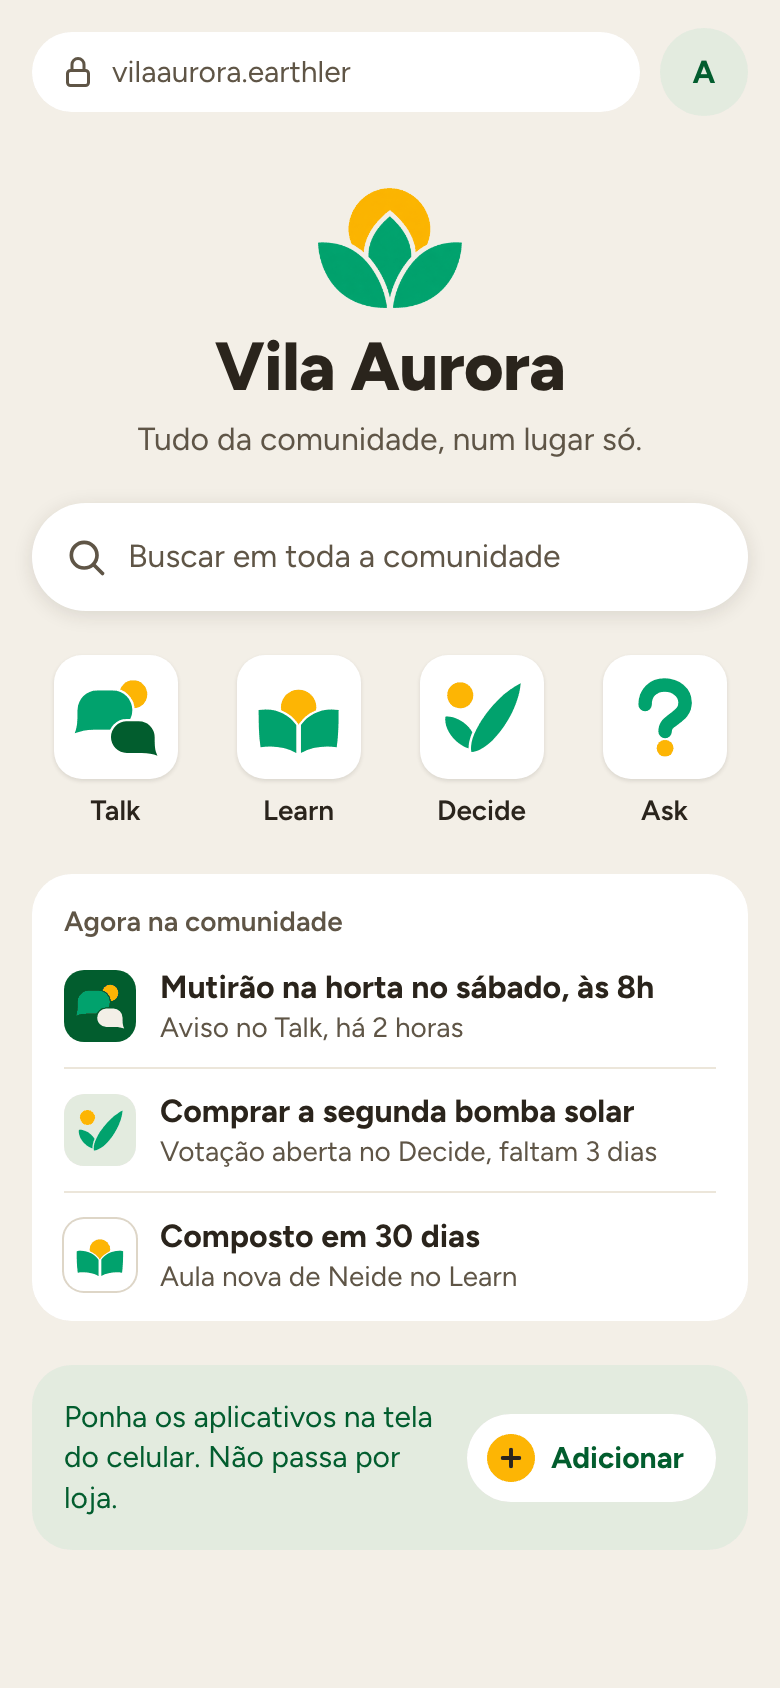 vilaaurora.earthler
A
Vila Aurora
Tudo da comunidade, num lugar só.
Buscar em toda a comunidade
Talk
Learn
Decide
Ask
Agora na comunidade
Mutirão na horta no sábado, às 8h
Aviso no Talk, há 2 horas
Comprar a segunda bomba solar
Votação aberta no Decide, faltam 3 dias
Composto em 30 dias
Aula nova de Neide no Learn
Ponha os aplicativos na tela
do celular. Não passa por
loja.
Adicionar